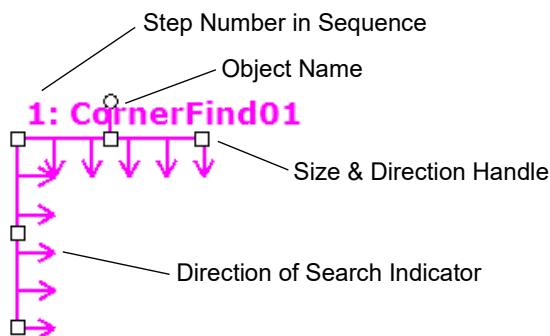 Step Number in Sequence
Object Name
1: CornerFind01
Size & Direction Handle
Direction of Search Indicator